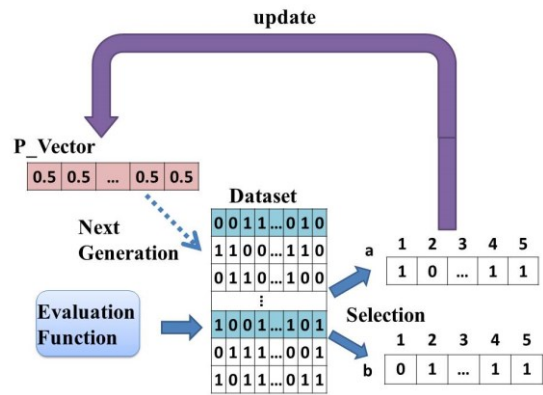 update
P_Vector
0.5 0.5 ... 0.5 0.5
Dataset
Next
Generation
0 0 1 1 ... 0 1 0
1 1 0 0 ... 1 1 0
0 1 1 0 ... 1 0 0
⋮
1 0 0 1 ... 1 0 1
0 1 1 1 ... 0 0 1
1 0 1 1 ... 0 1 1
Evaluation
Function
a
1 2 3 4 5
1 0 ... 1 1
Selection
1 2 3 4 5
b
0 1 ... 1 1